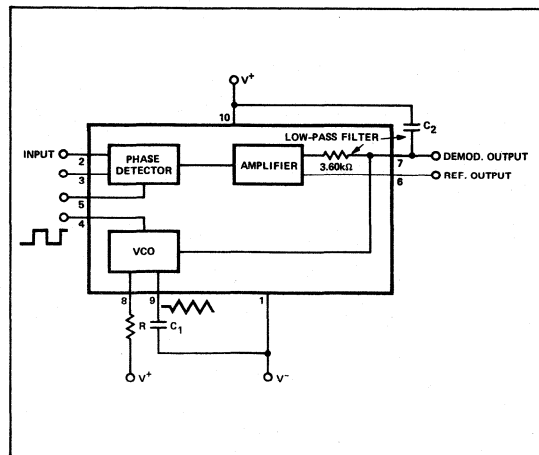 V+
10
C2
LOW-PASS FILTER
INPUT
2
PHASE
DETECTOR
AMPLIFIER
3.60kΩ
7
DEMOD. OUTPUT
3
6
REF. OUTPUT
5
4
VCO
8
9
1
R
C1
V+
V-